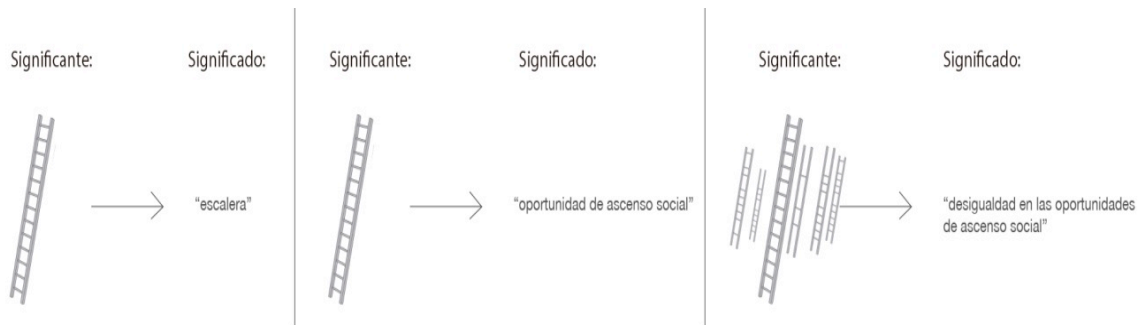 Significante:
Significado:
“escalera”
Significante:
Significado:
“oportunidad de ascenso social”
Significante:
Significado:
“desigualdad en las oportunidades
de ascenso social”